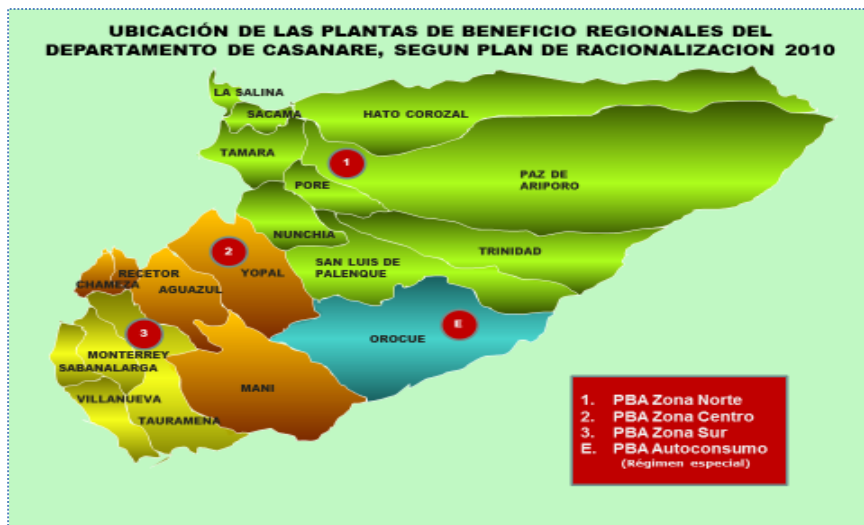 UBICACIÓN DE LAS PLANTAS DE BENEFICIO REGIONALES DEL
DEPARTAMENTO DE CASANARE, SEGUN PLAN DE RACIONALIZACION 2010
LA SALINA
SACAMA
HATO COROZAL
TAMARA
1
PAZ DE
ARIPORO
PORE
NUNCHIA
2
TRINIDAD
SAN LUIS DE
PALENQUE
RECETOR
YOPAL
CHAMEZA
AGUAZUL
E
3
OROCUE
MONTERREY
SABANALARGA
MANI
VILLANUEVA
TAURAMENA
1. PBA Zona Norte
2. PBA Zona Centro
3. PBA Zona Sur
E. PBA Autoconsumo
(Régimen especial)